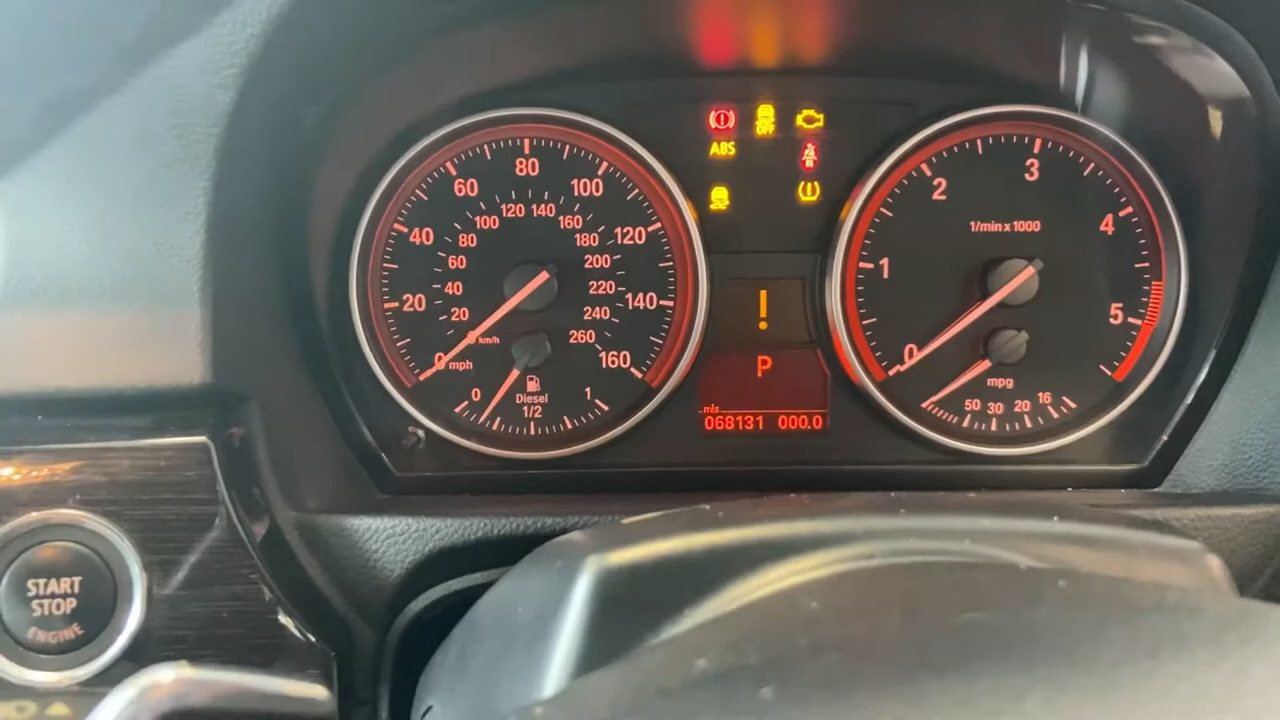 80
60
100
120 140
100
160
40
80
180
120
60
200
40
220
20
140
20
240
0 km/h
260
0 mph
160
0
Diesel
1
1/2
OFF
ABS
!
P
mls
068131 000.0
3
2
1/min x 1000
4
1
5
0
mpg
50 30 20 16
START
STOP
ENGINE